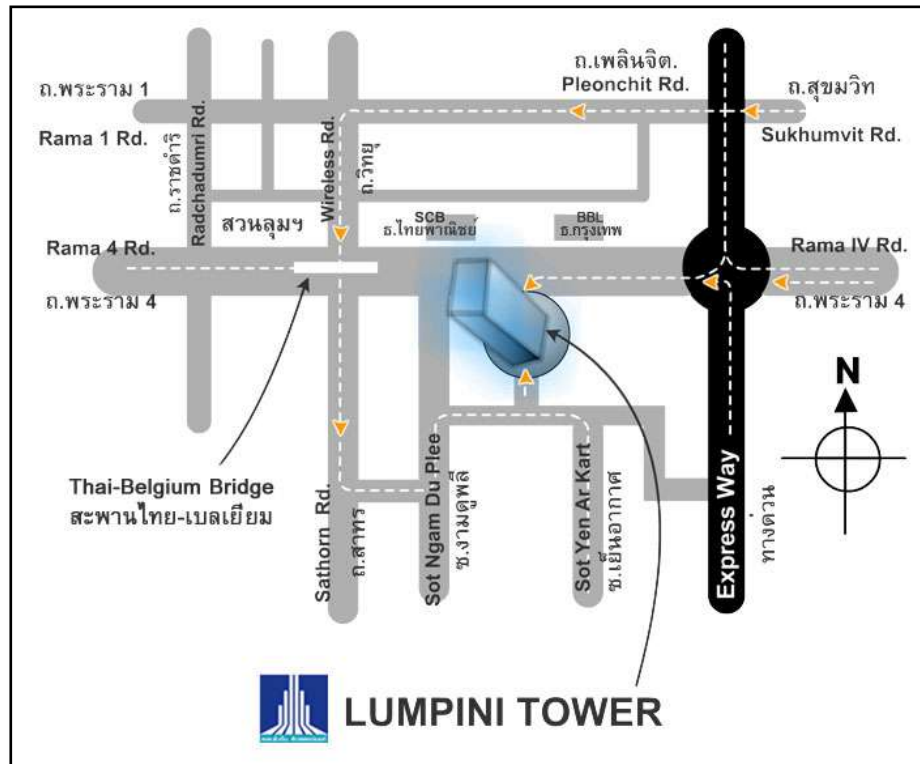 ถ.เพลินจิต.
Pleonchit Rd.
ถ.พระราม 1
ถ.สุขุมวิท
Rama 1 Rd.
Sukhumvit Rd.
Radchadumri Rd.
ถ.ราชดำริ
Wireless Rd.
ถ.วิทยุ
สวนลุมฯ
SCB
ธ.ไทยพาณิชย์
BBL
ธ.กรุงเทพ
Rama 4 Rd.
Rama IV Rd.
ถ.พระราม 4
ถ.พระราม 4
N
Thai-Belgium Bridge
สะพานไทย-เบลเยียม
Sathorn Rd.
ถ.สาทร
Sot Ngam Du Plee
ซ.งามดูพลี
Sot Yen Ar Kart
ซ.เย็นอากาศ
Express Way
ทางด่วน
LUMPINI TOWER